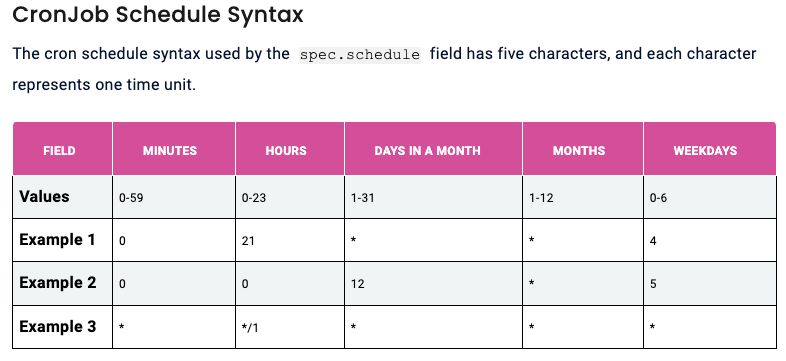 CronJob Schedule Syntax
The cron schedule syntax used by the spec.schedule field has five characters, and each character
represents one time unit.
FIELD MINUTES HOURS DAYS IN A MONTH MONTHS WEEKDAYS
Values 0-59 0-23 1-31 1-12 0-6
Example 1 0 21 * * 4
Example 2 0 0 12 * 5
Example 3 * */1 * * *